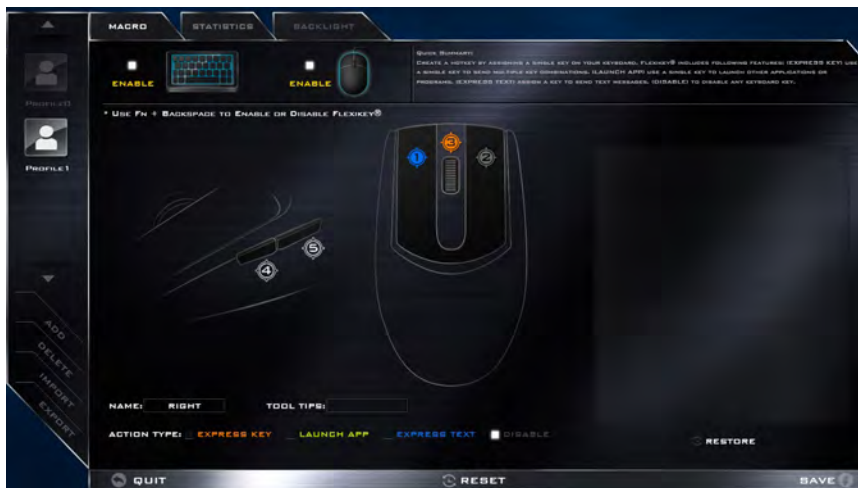 MACRO
STATISTICS
BACKLIGHT
ENABLE
ENABLE
QUICK SUMMARY:
CREATE A HOTKEY BY ASSIGNING A SINGLE KEY ON YOUR KEYBOARD. FLEXIKEY® INCLUDES FOLLOWING FEATURES: (EXPRESS KEY) USE
A SINGLE KEY TO SEND MULTIPLE KEY COMBINATIONS. (LAUNCH APP) USE A SINGLE KEY TO LAUNCH OTHER APPLICATIONS OR
PROGRAMS. (EXPRESS TEXT) ASSIGN A KEY TO SEND TEXT MESSAGES. (DISABLE) TO DISABLE ANY KEYBOARD KEY.
PROFILE0
PROFILE1
* USE FN + BACKSPACE TO ENABLE OR DISABLE FLEXIKEY®
1
3
2
4
5
ADD
DELETE
IMPORT
EXPORT
NAME: RIGHT TOOL TIPS:
ACTION TYPE: EXPRESS KEY LAUNCH APP EXPRESS TEXT DISABLE
RESTORE
QUIT
RESET
SAVE